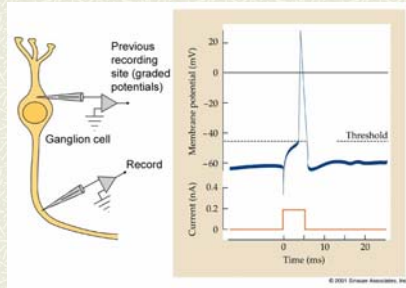 Previous
recording
site (graded
potentials)
Ganglion cell
Record
Membrane potential (mV)
20
0
−20
−40
−60
Threshold
Current (nA)
0.4
0.2
0
0
10
20
Time (ms)
© 2001 Sinauer Associates, Inc.